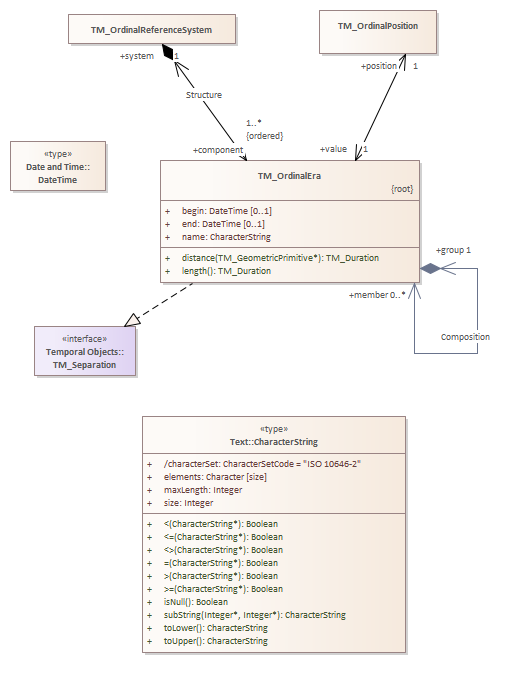 TM_OrdinalReferenceSystem
TM_OrdinalPosition
+system
1
+position
1
Structure
1..*
{ordered}
+component
+value
1
«type»
Date and Time::
DateTime
TM_OrdinalEra
{root}
+ begin: DateTime [0..1]
+ end: DateTime [0..1]
+ name: CharacterString
+ distance(TM_GeometricPrimitive*): TM_Duration
+ length(): TM_Duration
+group 1
+member 0..*
Composition
«interface»
Temporal Objects::
TM_Separation
«type»
Text::CharacterString
+ /characterSet: CharacterSetCode = "ISO 10646-2"
+ elements: Character [size]
+ maxLength: Integer
+ size: Integer
+ <(CharacterString*): Boolean
+ <=(CharacterString*): Boolean
+ <>(CharacterString*): Boolean
+ =(CharacterString*): Boolean
+ >(CharacterString*): Boolean
+ >=(CharacterString*): Boolean
+ isNull(): Boolean
+ subString(Integer*, Integer*): CharacterString
+ toLower(): CharacterString
+ toUpper(): CharacterString